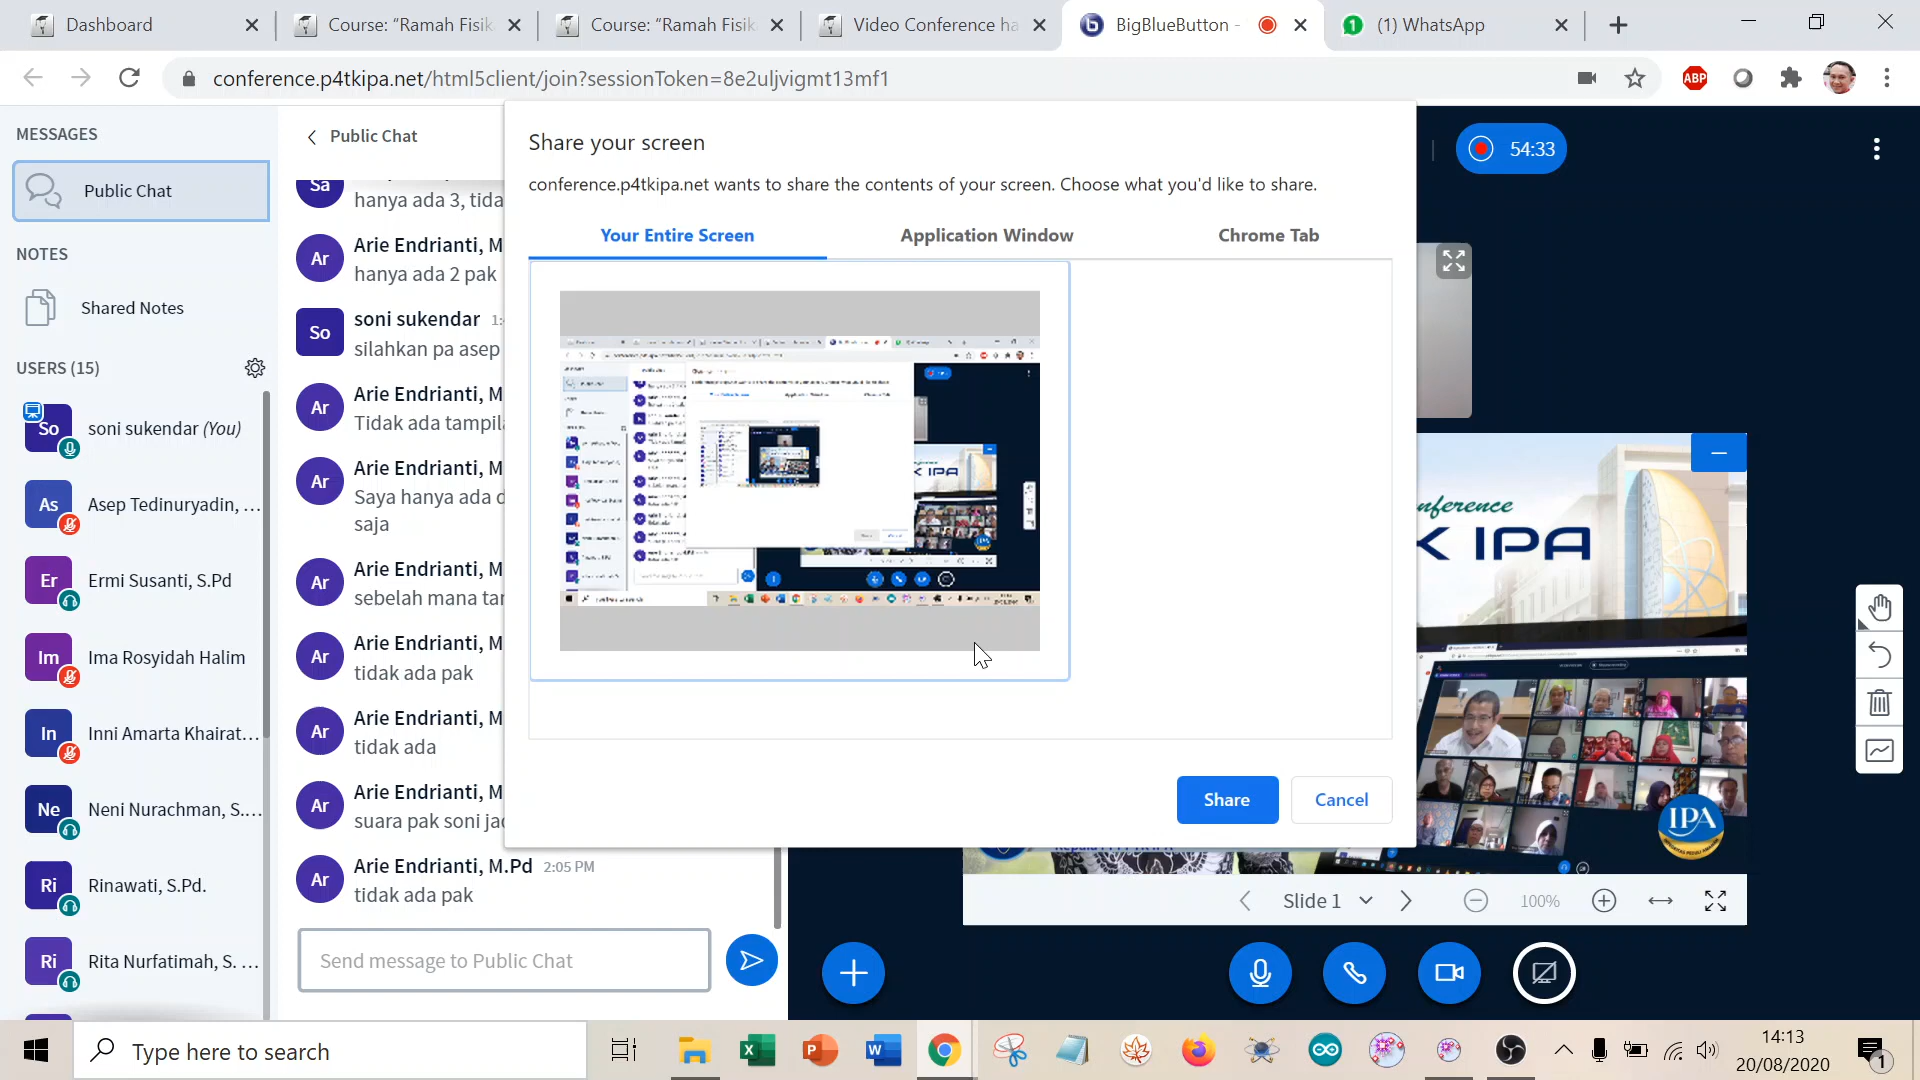 Dashboard
Course: “Ramah Fisik
Course: “Ramah Fisik
Video Conference ha
BigBlueButton -
(1) WhatsApp
conference.p4tkipa.net/html5client/join?sessionToken=8e2uljvigmt13mf1
ABP
MESSAGES
Public Chat
NOTES
Shared Notes
USERS (15)
So
soni sukendar (You)
As
Asep Tedinuryadin, ...
Er
Ermi Susanti, S.Pd
Im
Ima Rosyidah Halim
In
Inni Amarta Khairat...
Ne
Neni Nurachman, S....
Ri
Rinawati, S.Pd.
Ri
Rita Nurfatimah, S. ...
Public Chat
Sa
hanya ada 3, tida
Ar
Arie Endrianti, M
hanya ada 2 pak
So
soni sukendar 1:
silahkan pa asep
Ar
Arie Endrianti, M
Tidak ada tampil
Ar
Arie Endrianti, M
Saya hanya ada d
saja
Ar
Arie Endrianti, M
sebelah mana tar
Ar
Arie Endrianti, M
tidak ada pak
Ar
Arie Endrianti, M
tidak ada
Ar
Arie Endrianti, M
suara pak soni ja
Ar
Arie Endrianti, M.Pd 2:05 PM
tidak ada pak
Send message to Public Chat
Share your screen
conference.p4tkipa.net wants to share the contents of your screen. Choose what you'd like to share.
Your Entire Screen
Application Window
Chrome Tab
Share
Cancel
54:33
nference
K IPA
IPA
Slide 1
100%
Type here to search
14:13
20/08/2020
1